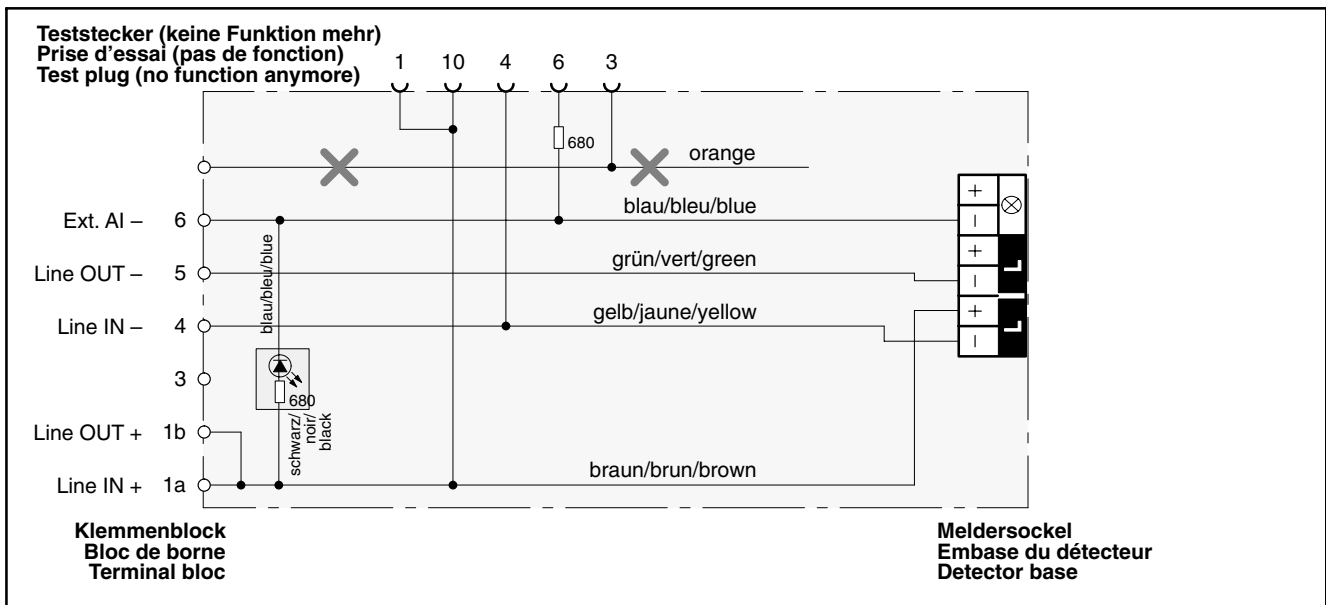 Teststecker (keine Funktion mehr)
Prise d'essai (pas de fonction)
Test plug (no function anymore)
1 10 4 6 3
680
orange
Ext. AI – 6
blau/bleu/blue
+
–
Line OUT – 5
grün/vert/green
+
–
L
Line IN – 4
gelb/jaune/yellow
+
–
L
blau/bleu/blue
3
680
schwarz/
noir/
black
Line OUT + 1b
Line IN + 1a
braun/brun/brown
Klemmenblock
Bloc de borne
Terminal bloc
Meldersockel
Embase du détecteur
Detector base